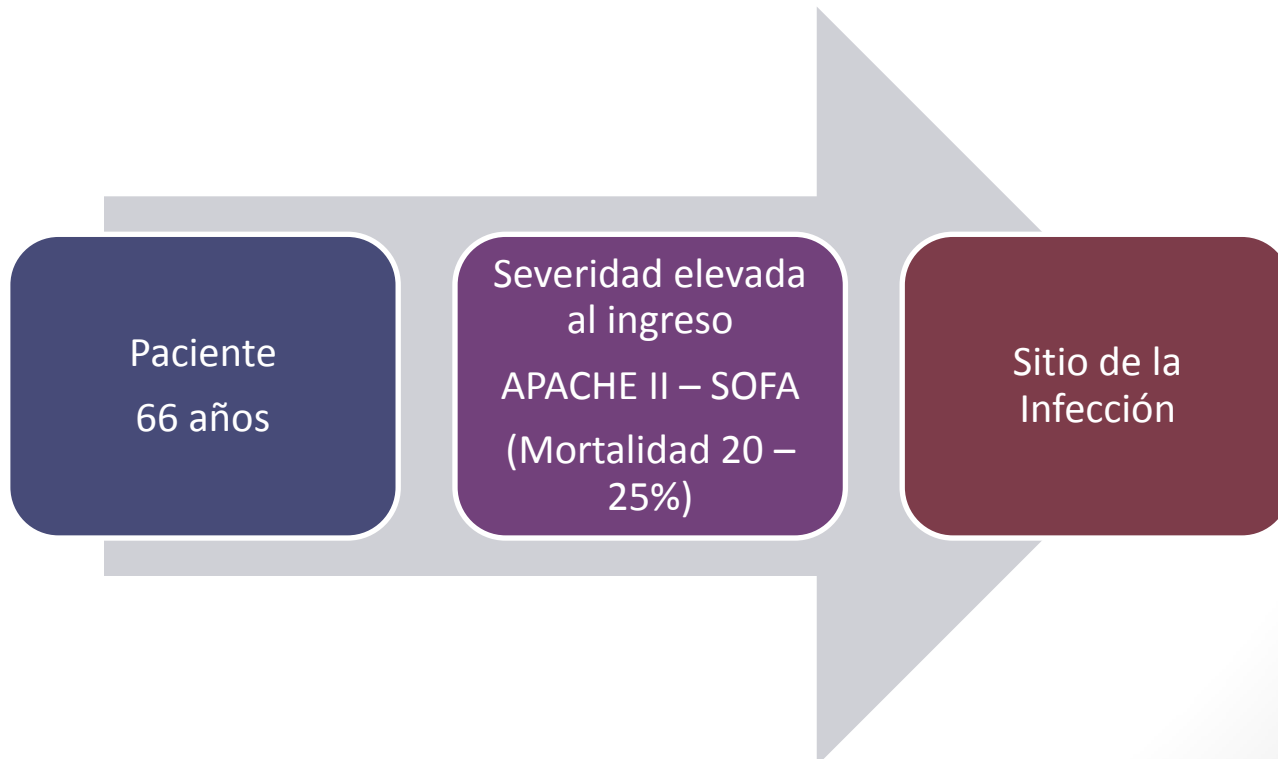 Paciente
66 años
Severidad elevada
al ingreso
APACHE II – SOFA
(Mortalidad 20 –
25%)
Sitio de la
Infección